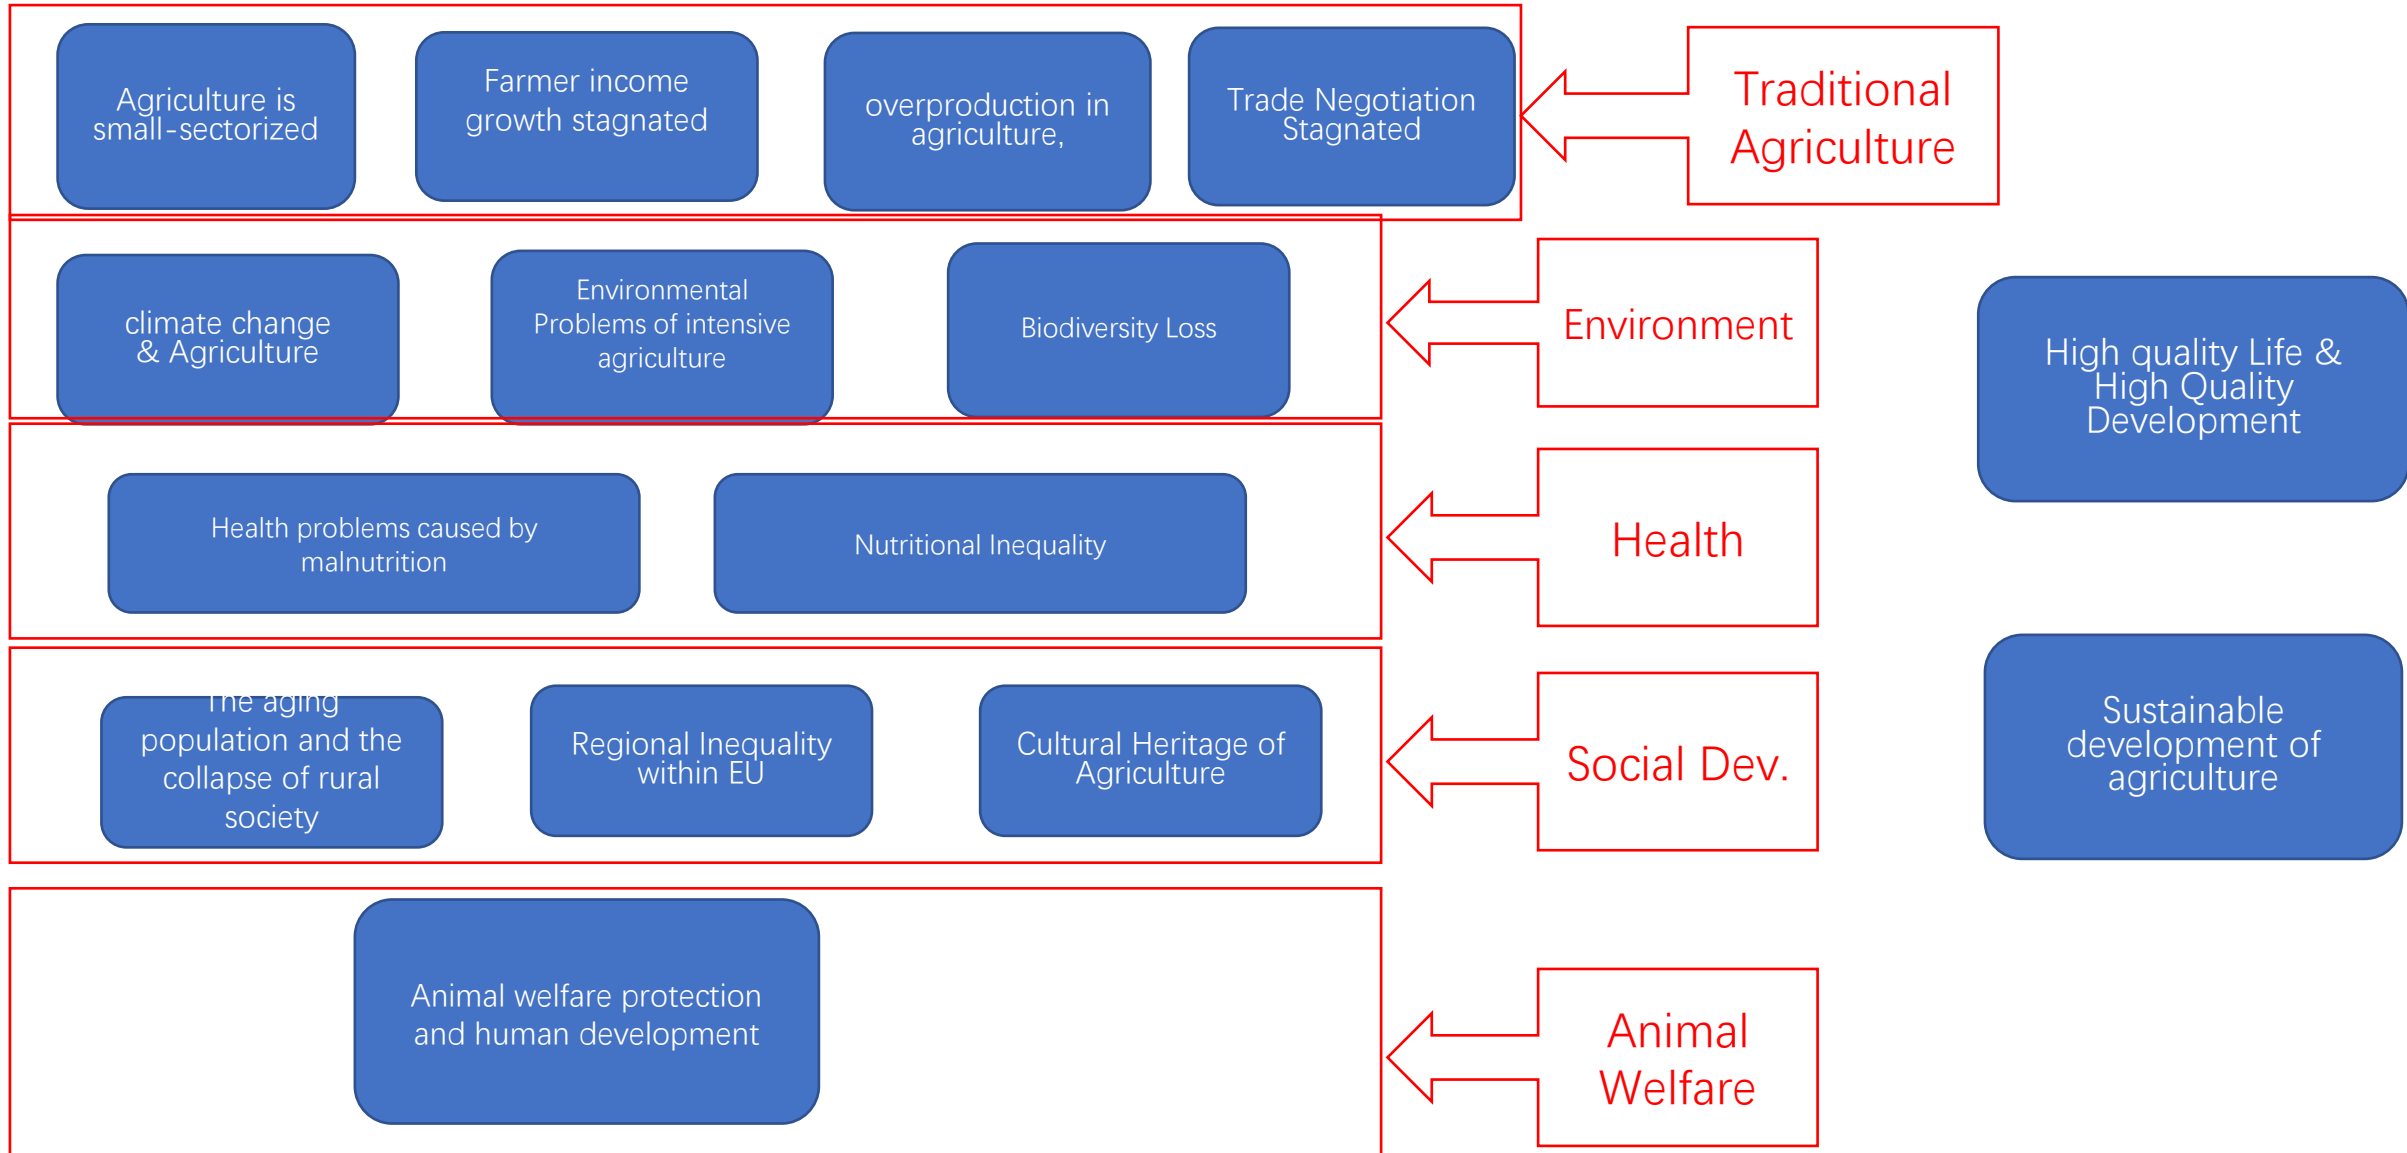 Agriculture is
small-sectorized
Farmer income
growth stagnated
overproduction in
agriculture,
Trade Negotiation
Stagnated
Traditional
Agriculture
climate change
& Agriculture
Environmental
Problems of intensive
agriculture
Biodiversity Loss
Environment
High quality Life &
High Quality
Development
Health problems caused by
malnutrition
Nutritional Inequality
Health
The aging
population and the
collapse of rural
society
Regional Inequality
within EU
Cultural Heritage of
Agriculture
Social Dev.
Sustainable
development of
agriculture
Animal welfare protection
and human development
Animal
Welfare